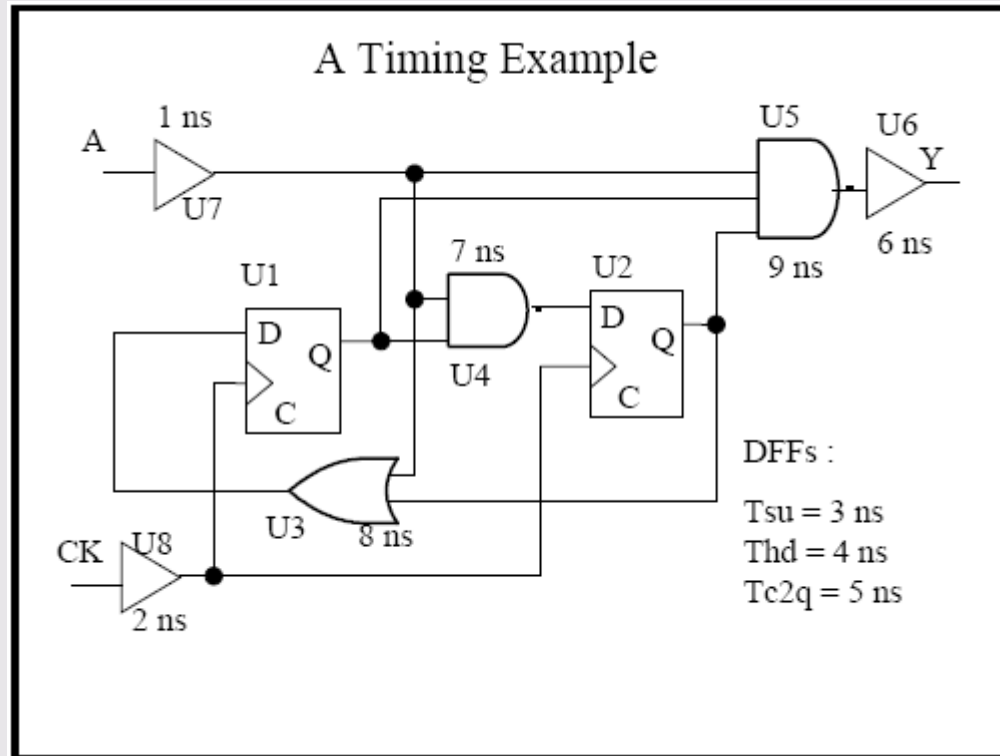 A Timing Example
1 ns
A
U7
U5
U6
Y
9 ns
6 ns
7 ns
U4
U1
D
Q
C
U2
D
Q
C
U3
8 ns
CK
U8
2 ns
DFFs :
Tsu = 3 ns
Thd = 4 ns
Tc2q = 5 ns